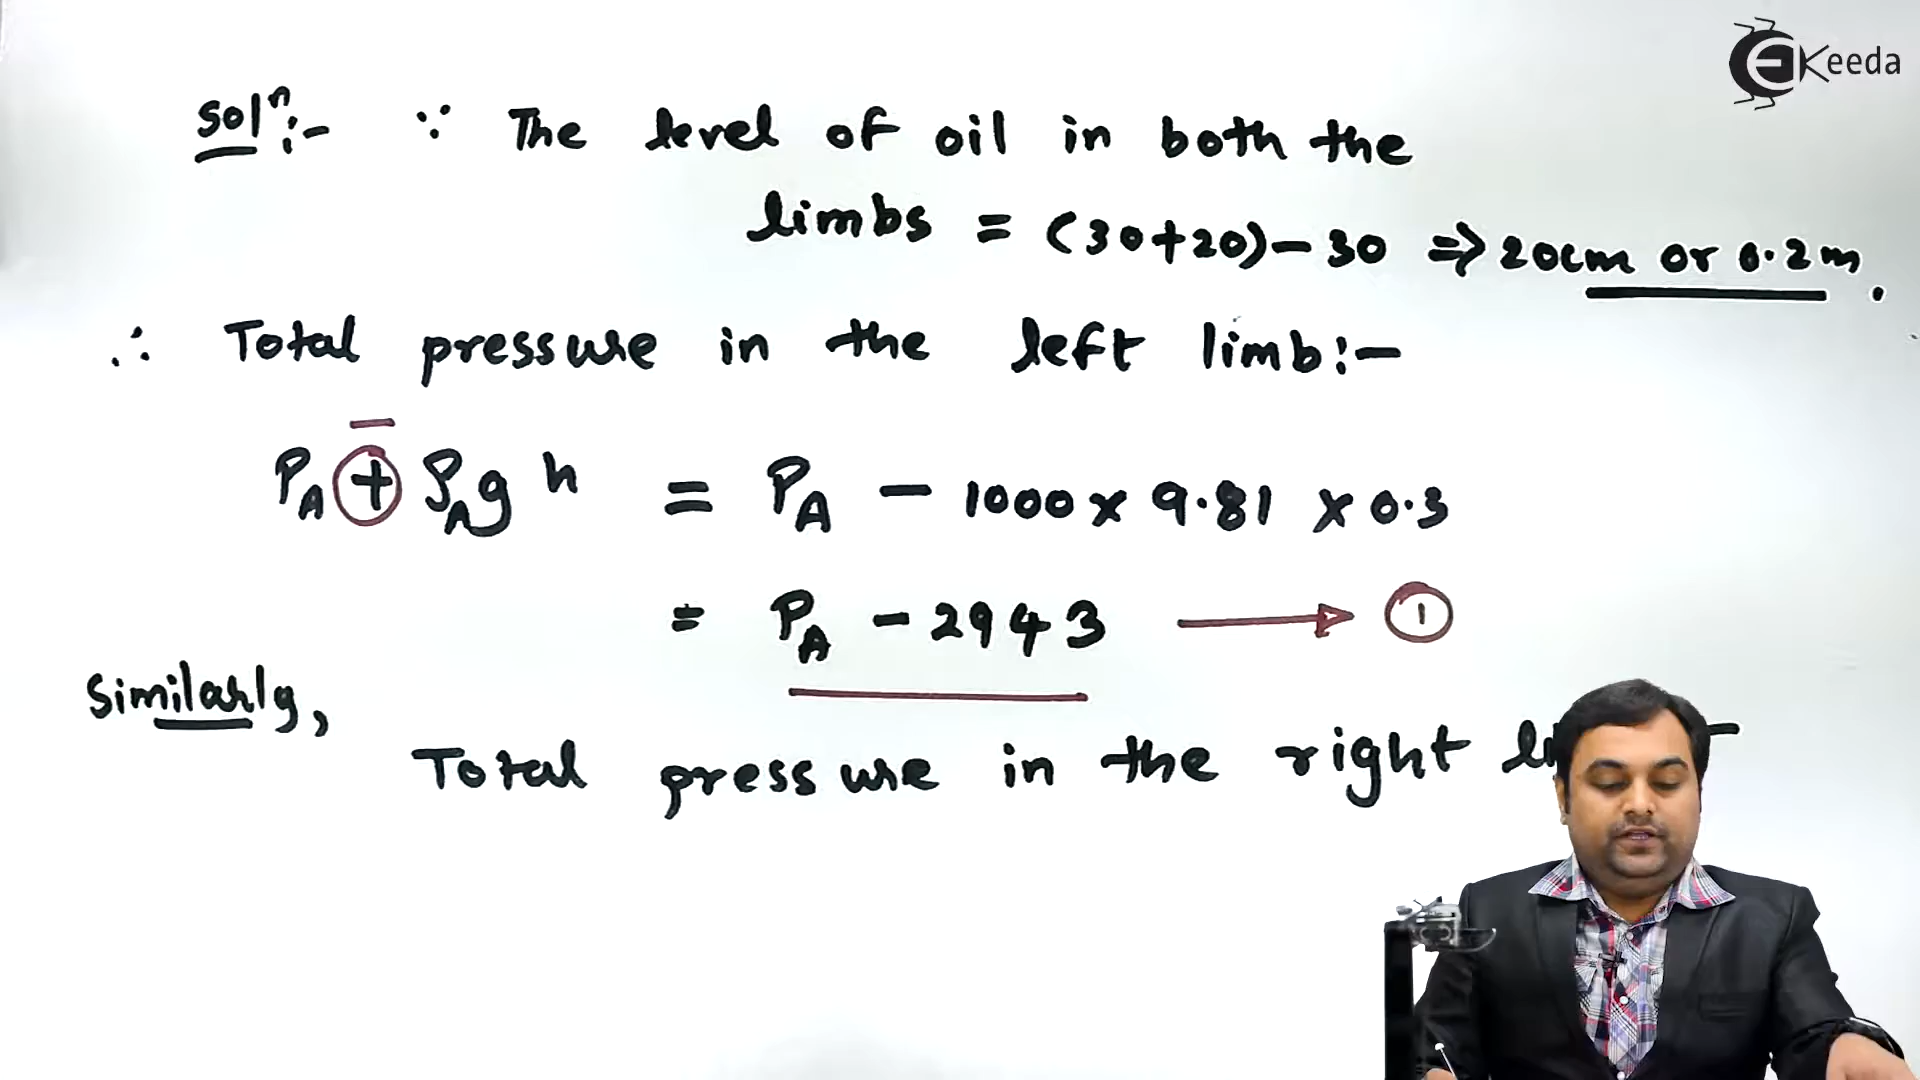 Keeda
Solⁿ:- ∵ The level of oil in both the
limbs = (30+20)-30 ⇒ 20cm or 0.2m.
∴ Total pressure in the left limb:-
−
P_A + ρ_A g h = P_A - 1000 x 9.81 x 0.3
= P_A - 2943 → 1
Similarly,
Total pressure in the right